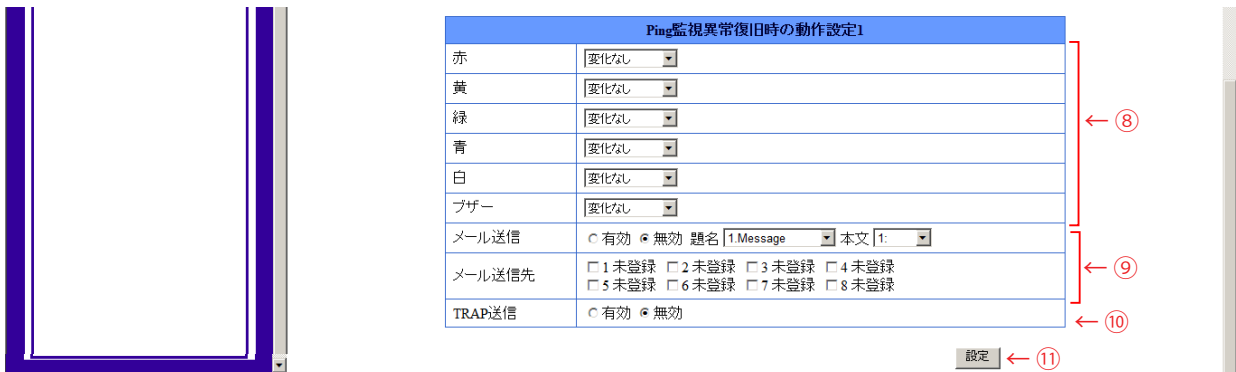 Ping監視異常復旧時の動作設定1
赤 変化なし
黄 変化なし
緑 変化なし
← ⑧
青 変化なし
白 変化なし
ブザー 変化なし
メール送信 有効 無効 題名 1.Message 本文 1:
メール送信先 1 未登録 2 未登録 3 未登録 4 未登録
5 未登録 6 未登録 7 未登録 8 未登録
← ⑨
TRAP送信 有効 無効
← ⑩
設定 ← ⑪